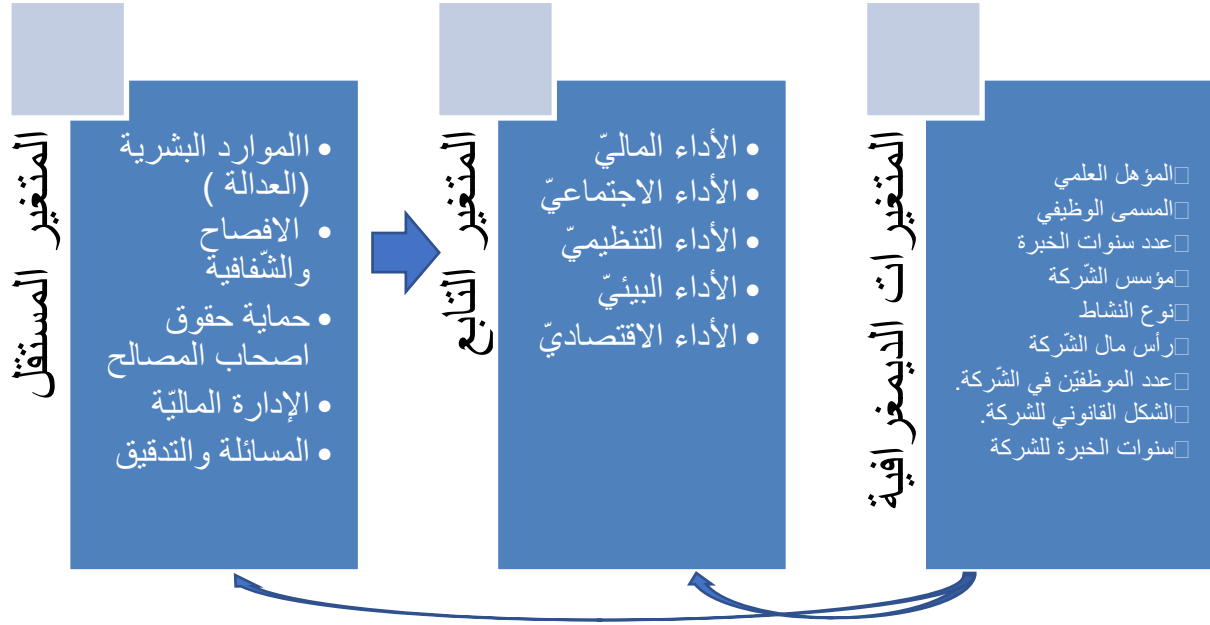 المتغير المستقل
• االموارد البشرية
(العدالة )
• الافصاح
والشّفافية
• حماية حقوق
اصحاب المصالح
• الإدارة الماليّة
• المسائلة والتدقيق
المتغير التابع
• الأداء الماليّ
• الأداء الاجتماعيّ
• الأداء التنظيميّ
• الأداء البيئيّ
• الأداء الاقتصاديّ
المتغيرات الديمغرافية
□المؤهل العلمي
□المسمى الوظيفي
□عدد سنوات الخبرة
□مؤسس الشّركة
□نوع النشاط
□رأس مال الشّركة
□عدد الموظفيّن في الشّركة.
□الشكل القانوني للشركة.
□سنوات الخبرة للشركة